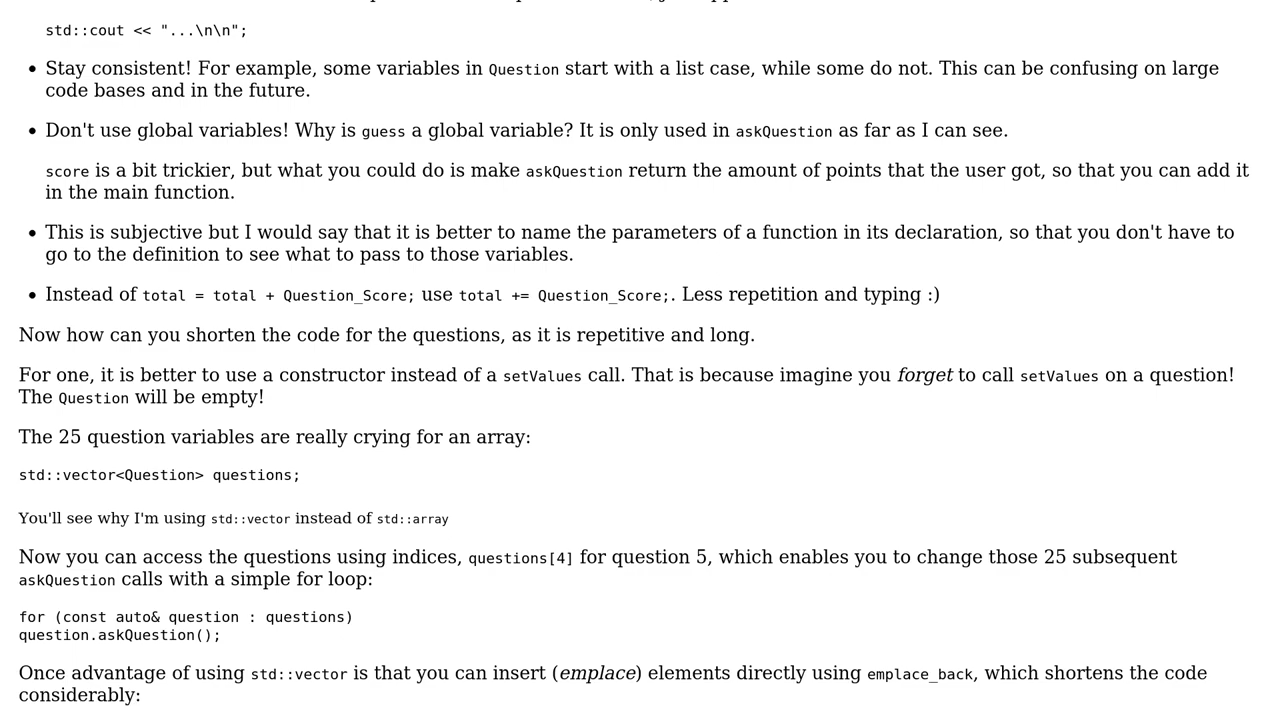 std::cout << "...\n\n";
Stay consistent! For example, some variables in Question start with a list case, while some do not. This can be confusing on large
code bases and in the future.
Don't use global variables! Why is guess a global variable? It is only used in askQuestion as far as I can see.
score is a bit trickier, but what you could do is make askQuestion return the amount of points that the user got, so that you can add it
in the main function.
This is subjective but I would say that it is better to name the parameters of a function in its declaration, so that you don't have to
go to the definition to see what to pass to those variables.
Instead of total = total + Question_Score; use total += Question_Score;. Less repetition and typing :)
Now how can you shorten the code for the questions, as it is repetitive and long.
For one, it is better to use a constructor instead of a setValues call. That is because imagine you forget to call setValues on a question!
The Question will be empty!
The 25 question variables are really crying for an array:
std::vector<Question> questions;
You'll see why I'm using std::vector instead of std::array
Now you can access the questions using indices, questions[4] for question 5, which enables you to change those 25 subsequent
askQuestion calls with a simple for loop:
for (const auto& question : questions)
question.askQuestion();
Once advantage of using std::vector is that you can insert (emplace) elements directly using emplace_back, which shortens the code
considerably: